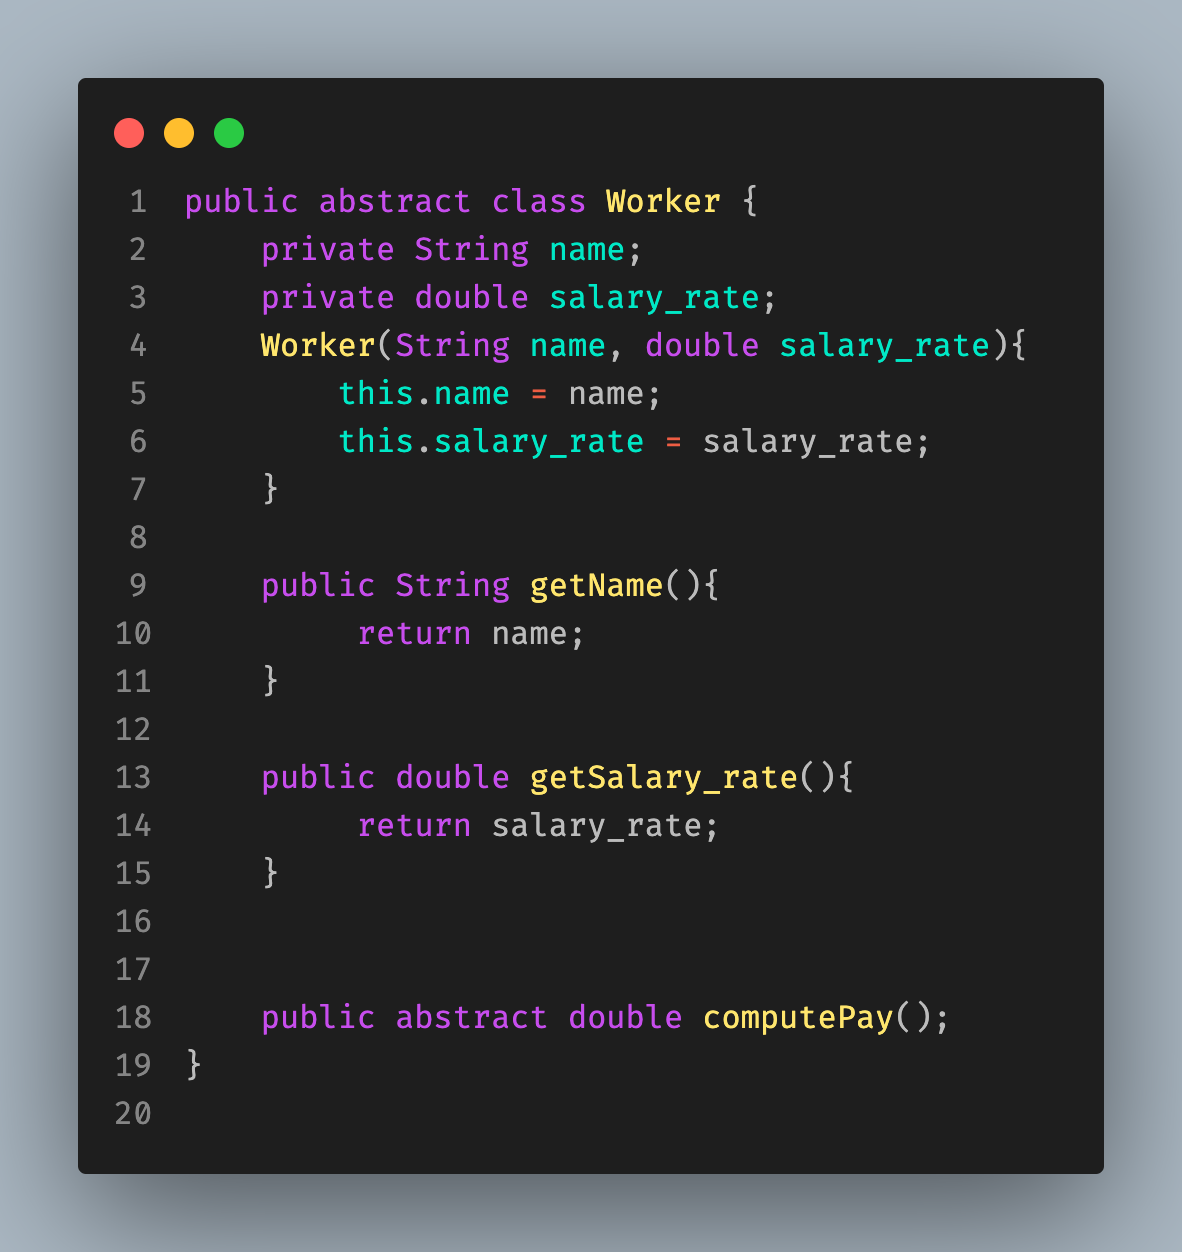 1 public abstract class Worker {
2     private String name;
3     private double salary_rate;
4     Worker(String name, double salary_rate){
5         this.name = name;
6         this.salary_rate = salary_rate;
7     }
8
9     public String getName(){
10         return name;
11     }
12
13     public double getSalary_rate(){
14         return salary_rate;
15     }
16
17
18     public abstract double computePay();
19 }
20